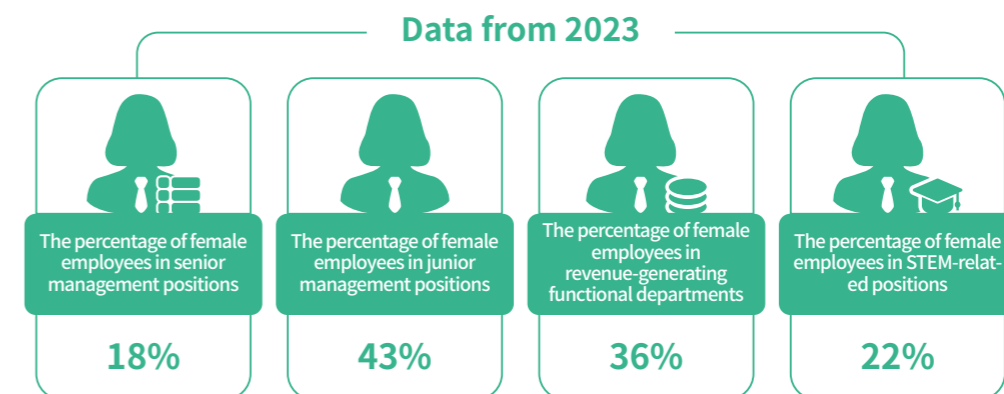 Data from 2023
The percentage of female
employees in senior
management positions
18%
The percentage of female
employees in junior
management positions
43%
The percentage of female
employees in
revenue-generating
functional departments
36%
The percentage of female
employees in STEM-relat-
ed positions
22%